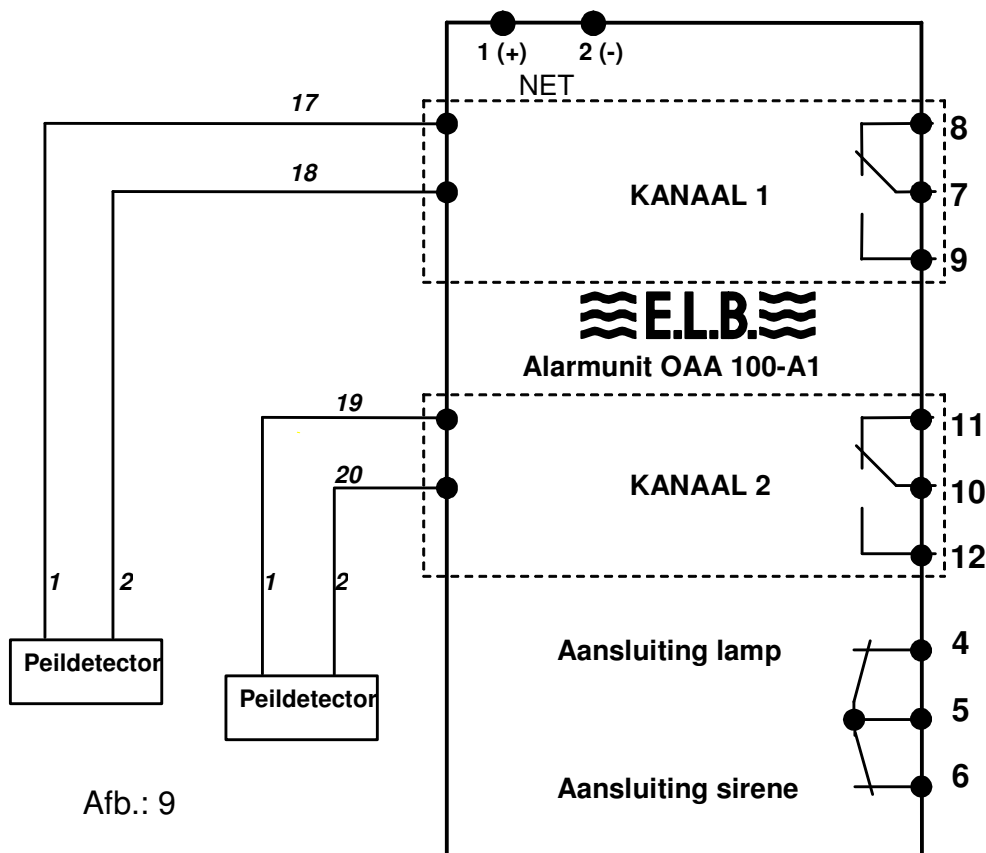 1 (+) 2 (-)
NET
17
8
18
KANAAL 1
7
9
E.L.B.
Alarmunit OAA 100-A1
19
11
20
KANAAL 2
10
12
1 2 1 2
Peildetector
Peildetector
Aansluiting lamp
4
5
Aansluiting sirene
6
Afb.: 9